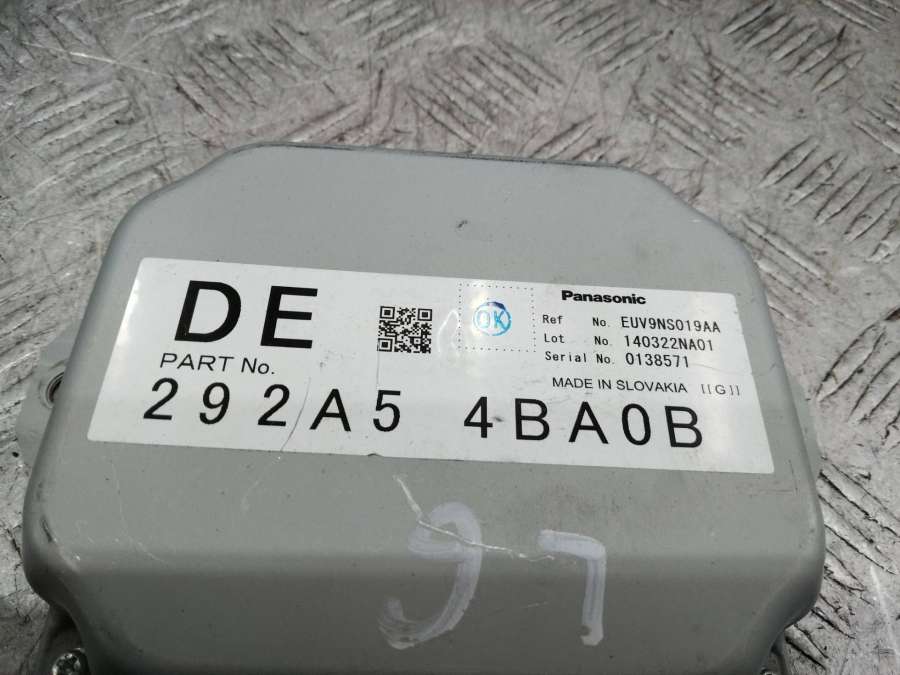 DE
PART No.
292A5 4BA0B
OK
Panasonic
Ref No. EUV9NS019AA
Lot No. 140322NA01
Serial No. 0138571
MADE IN SLOVAKIA [[G]]